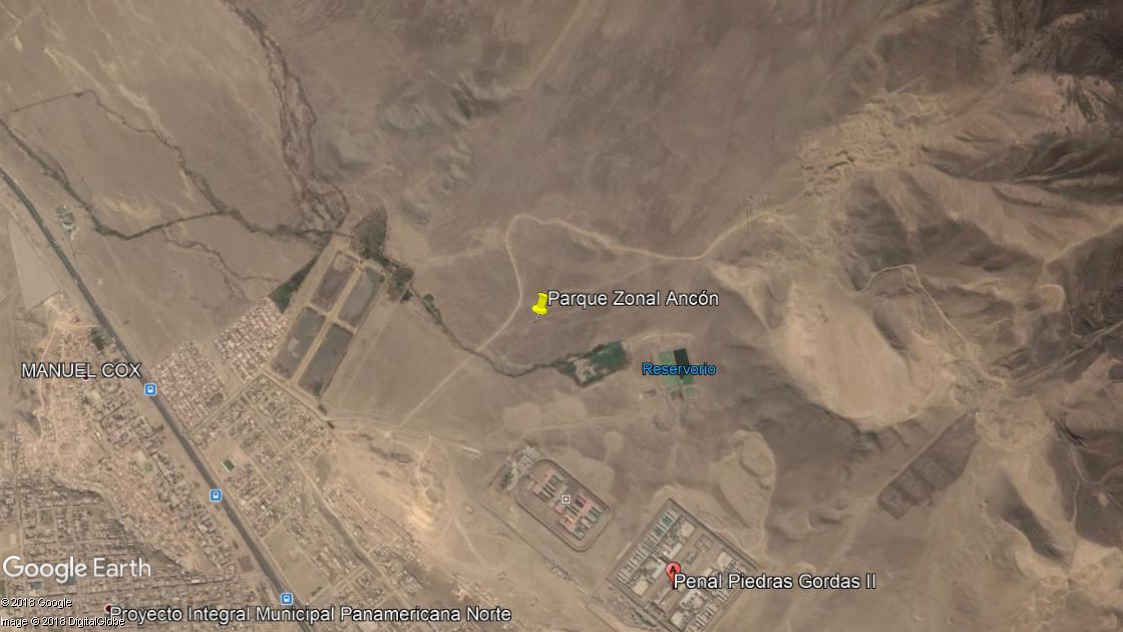 Parque Zonal Ancón
MANUEL COX
Reservorio
A
Penal Piedras Gordas II
Google Earth
© 2018 Google
Proyecto Integral Municipal Panamericana Norte
mage © 2018 DigitalGlobe